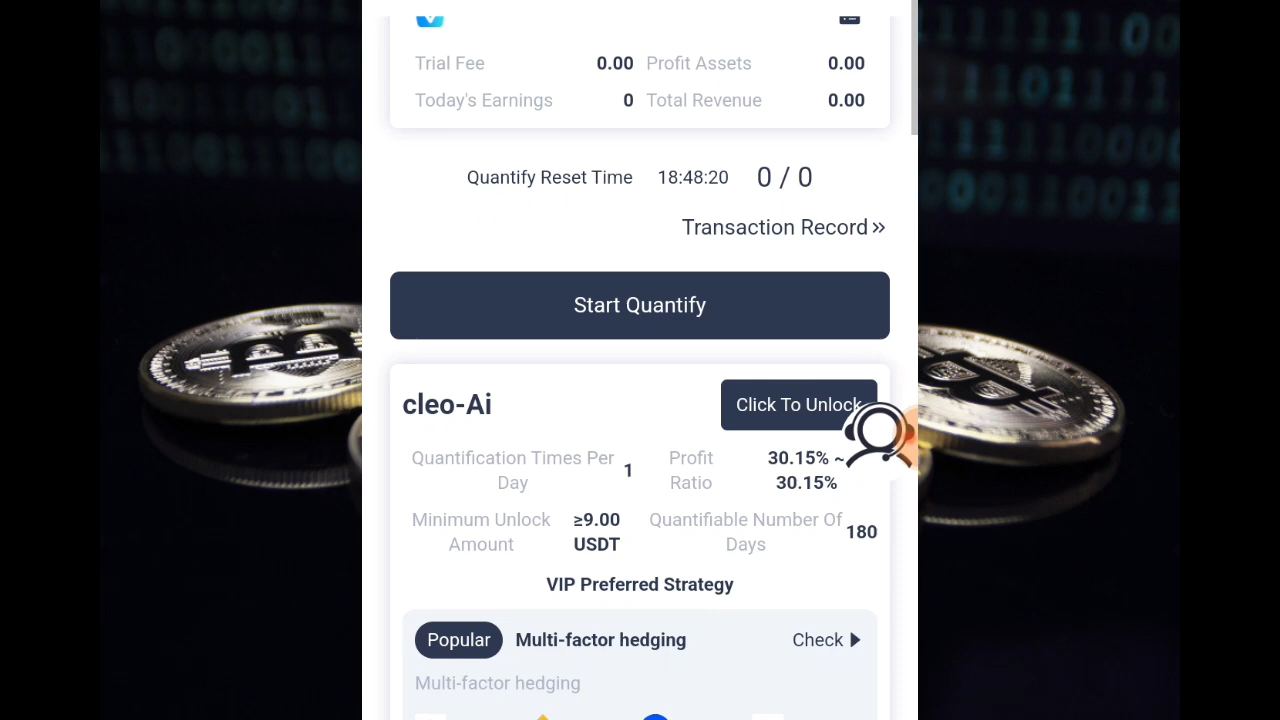 Trial Fee 0.00 Profit Assets 0.00
Today's Earnings 0 Total Revenue 0.00
Quantify Reset Time 18:48:20 0 / 0
Transaction Record »
Start Quantify
cleo-Ai Click To Unlock
Quantification Times Per Day 1 Profit Ratio 30.15% ~ 30.15%
Minimum Unlock Amount ≥9.00 USDT Quantifiable Number Of Days 180
VIP Preferred Strategy
Popular Multi-factor hedging Check
Multi-factor hedging